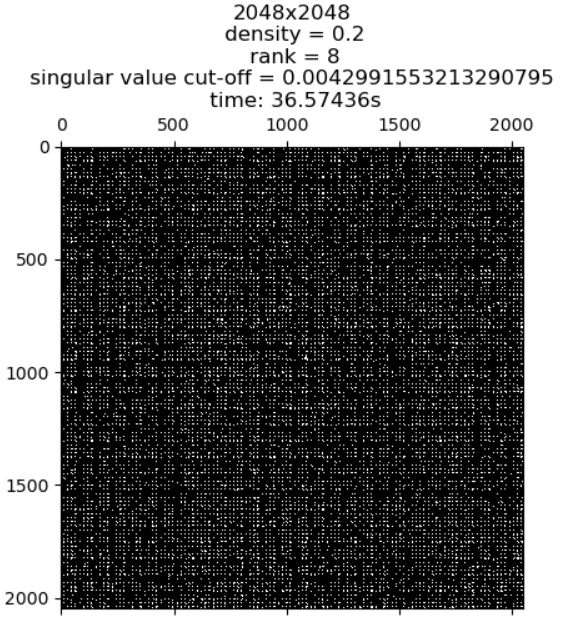 2048x2048
density = 0.2
rank = 8
singular value cut-off = 0.0042991553213290795
time: 36.57436s
0 500 1000 1500 2000
0
500
1000
1500
2000